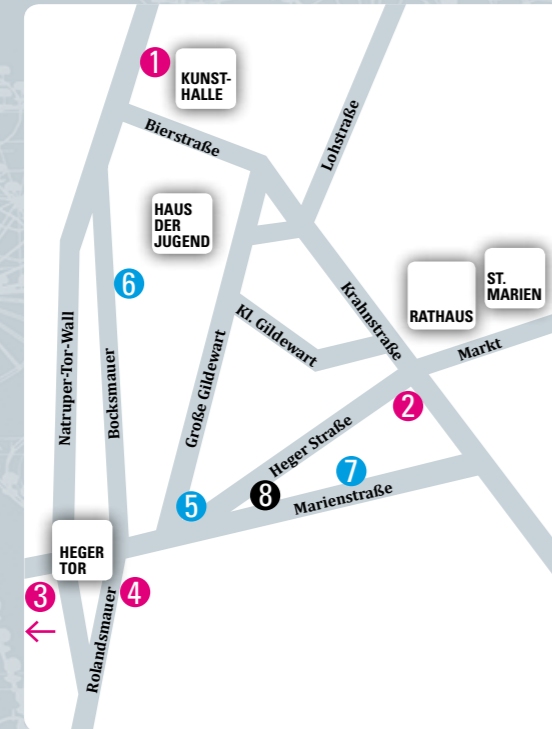 1
KUNST-
HALLE
Bierstraße
Lohstraße
HAUS
DER
JUGEND
6
ST.
MARIEN
RATHAUS
Krahnstraße
Kl. Gildewart
Markt
Natruper-Tor-Wall
Bocksmauer
Große Gildewart
2
Heger Straße
7
8
5
Marienstraße
HEGER
TOR
3
4
Rolandsmauer